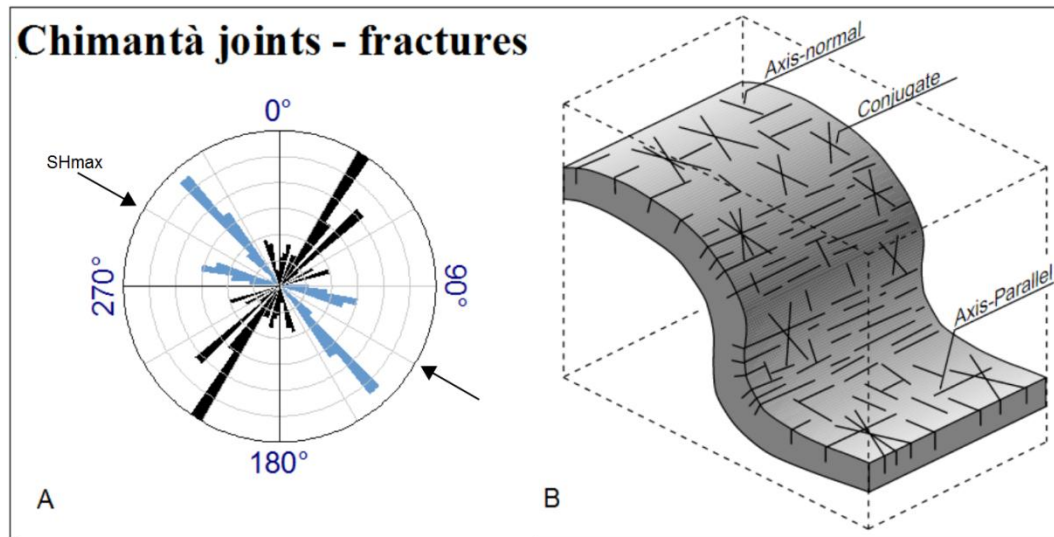 Chimantà joints - fractures
0°
SHmax
270°
90°
180°
A
Axis-normal
Conjugate
Axis-Parallel
B